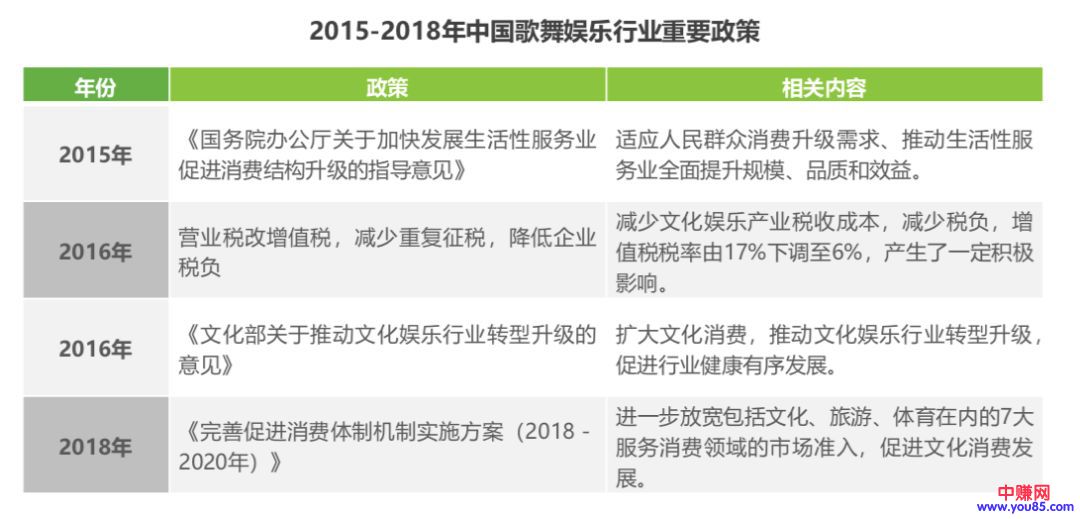 2015-2018年中国歌舞娱乐行业重要政策
年份
政策
相关内容
2015年
《国务院办公厅关于加快发展生活性服务业
促进消费结构升级的指导意见》
适应人民群众消费升级需求、推动生活性服
务业全面提升规模、品质和效益。
2016年
营业税改增值税，减少重复征税，降低企业
税负
减少文化娱乐产业税收成本，减少税负，增
值税税率由17%下调至6%，产生了一定积极
影响。
2016年
《文化部关于推动文化娱乐行业转型升级的
意见》
扩大文化消费，推动文化娱乐行业转型升级，
促进行业健康有序发展。
2018年
《完善促进消费体制机制实施方案（2018 -
2020年）》
进一步放宽包括文化、旅游、体育在内的7大
服务消费领域的市场准入，促进文化消费发
展。
中赚网
www.you85.com